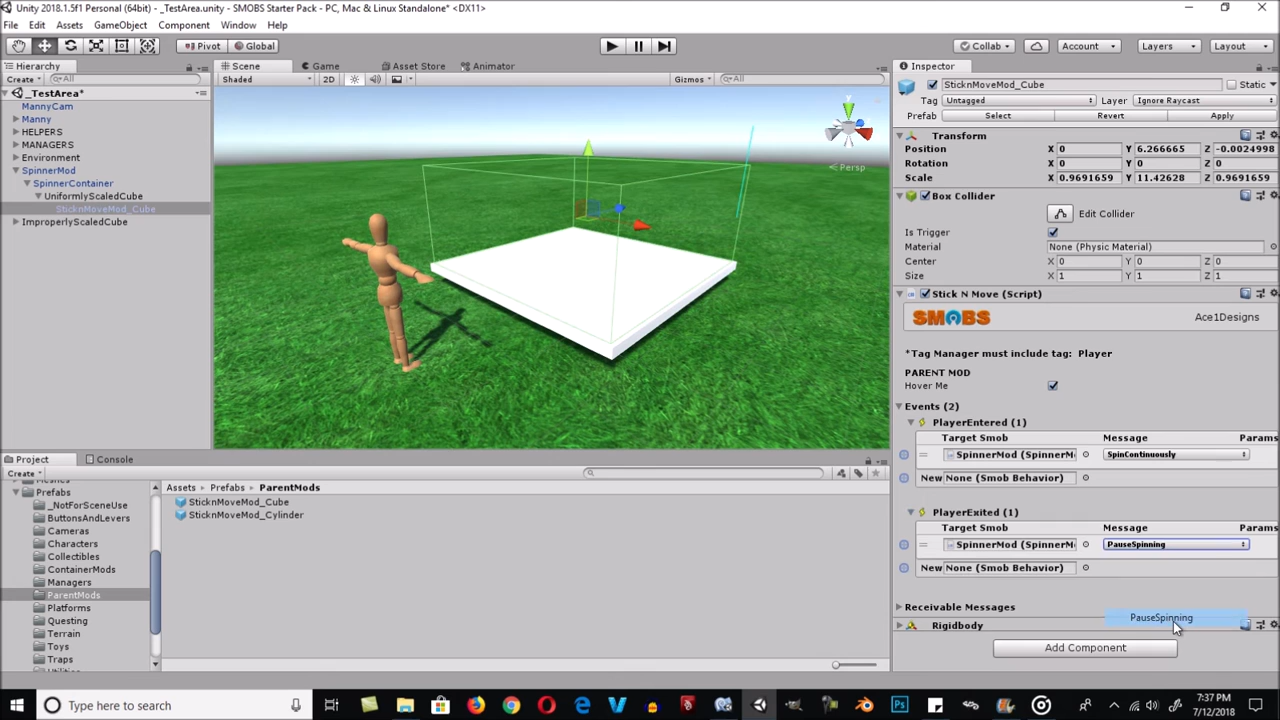 Unity 2018.1.5f1 Personal (64bit) - _TestArea.unity - SMOBS Starter Pack - PC, Mac & Linux Standalone* <DX11>
File Edit Assets GameObject Component Window Help
Pivot Global Collab Account Layers Layout
Hierarchy
Create All
_TestArea*
MannyCam
Manny
HELPERS
MANAGERS
Environment
SpinnerMod
SpinnerContainer
UniformlyScaledCube
SticknMoveMod_Cube
ImproperlyScaledCube
Scene Game Asset Store Animator
Shaded 2D Gizmos All
y
Persp
Inspector
SticknMoveMod_Cube Static
Tag Untagged Layer Ignore Raycast
Prefab Select Revert Apply
Transform
Position X 0 Y 6.266665 Z -0.0024998
Rotation X 0 Y 0 Z 0
Scale X 0.9691659 Y 11.42628 Z 0.9691659
Box Collider
Edit Collider
Is Trigger
Material None (Physic Material)
Center X 0 Y 0 Z 0
Size X 1 Y 1 Z 1
Stick N Move (Script)
SMOBS Ace1Designs
*Tag Manager must include tag: Player
PARENT MOD
Hover Me
Events (2)
PlayerEntered (1)
Target Smob Message Params
SpinnerMod (SpinnerM SpinContinuously
New None (Smob Behavior)
PlayerExited (1)
Target Smob Message Params
SpinnerMod (SpinnerM PauseSpinning
New None (Smob Behavior)
Receivable Messages
PauseSpinning
Rigidbody
Add Component
Project Console
Create
Prefabs
_NotForSceneUse
ButtonsAndLevers
Cameras
Characters
Collectibles
ContainerMods
Managers
ParentMods
Platforms
Questing
Terrain
Toys
Traps
Assets Prefabs ParentMods
SticknMoveMod_Cube
SticknMoveMod_Cylinder
Type here to search
7:37 PM
7/12/2018